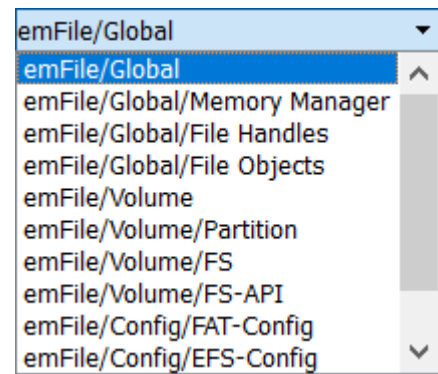 emFile/Global
emFile/Global
emFile/Global/Memory Manager
emFile/Global/File Handles
emFile/Global/File Objects
emFile/Volume
emFile/Volume/Partition
emFile/Volume/FS
emFile/Volume/FS-API
emFile/Config/FAT-Config
emFile/Config/EFS-Config